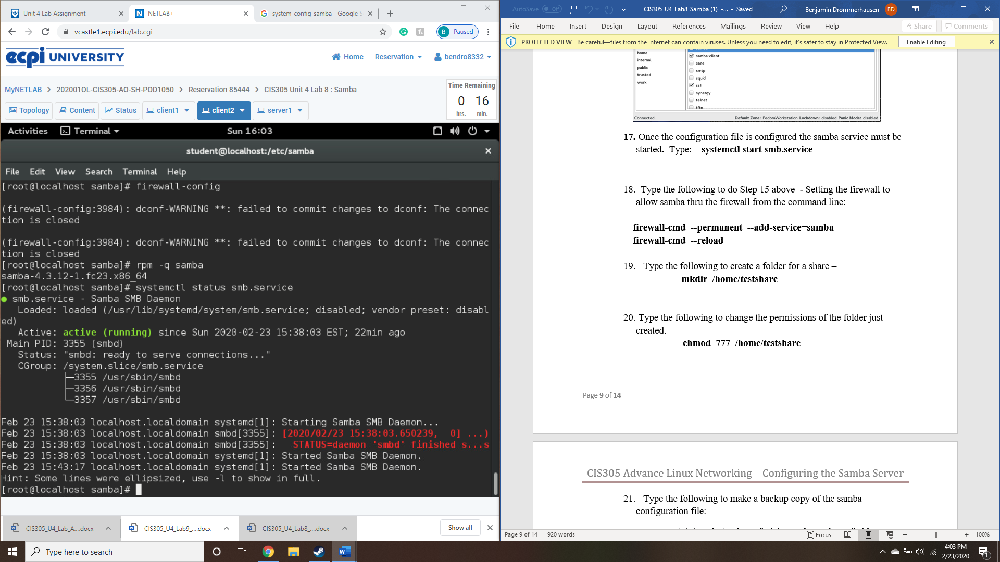 Unit 4 Lab Assignment
NETLAB+
system-config-samba - Google S
vcastle1.ecpi.edu/lab.cgi
B Paused
ecpi UNIVERSITY
Home
Reservation
bendro8332
MyNETLAB > 202001OL-CIS305-AO-SH-POD1050 > Reservation 85444 > CIS305 Unit 4 Lab 8 : Samba
Time Remaining
0 16
hrs. min.
Topology
Content
Status
client1
client2
server1
Activities
Terminal
Sun 16:03
student@localhost:/etc/samba
File Edit View Search Terminal Help
[root@localhost samba]# firewall-config
(firewall-config:3984): dconf-WARNING **: failed to commit changes to dconf: The connec
tion is closed
(firewall-config:3984): dconf-WARNING **: failed to commit changes to dconf: The connec
tion is closed
[root@localhost samba]# rpm -q samba
samba-4.3.12-1.fc23.x86_64
[root@localhost samba]# systemctl status smb.service
● smb.service - Samba SMB Daemon
Loaded: loaded (/usr/lib/systemd/system/smb.service; disabled; vendor preset: disabl
ed)
Active: active (running) since Sun 2020-02-23 15:38:03 EST; 22min ago
Main PID: 3355 (smbd)
Status: "smbd: ready to serve connections..."
CGroup: /system.slice/smb.service
├─3355 /usr/sbin/smbd
├─3356 /usr/sbin/smbd
└─3357 /usr/sbin/smbd
Feb 23 15:38:03 localhost.localdomain systemd[1]: Starting Samba SMB Daemon...
Feb 23 15:38:03 localhost.localdomain smbd[3355]: [2020/02/23 15:38:03.650239,  0] ...)
Feb 23 15:38:03 localhost.localdomain smbd[3355]:   STATUS=daemon 'smbd' finished s...s
Feb 23 15:38:03 localhost.localdomain systemd[1]: Started Samba SMB Daemon.
Feb 23 15:43:17 localhost.localdomain systemd[1]: Started Samba SMB Daemon.
Hint: Some lines were ellipsized, use -l to show in full.
[root@localhost samba]#
CIS305_U4_Lab_A....docx
CIS305_U4_Lab9_....docx
CIS305_U4_Lab8_....docx
Show all
AutoSave Off
CIS305_U4_Lab8_Samba (1) -... - Saved
Benjamin Drommerhausen BD
File Home Insert Design Layout References Mailings Review View Help
Share
Comments
PROTECTED VIEW Be careful—files from the Internet can contain viruses. Unless you need to edit, it's safer to stay in Protected View.
Enable Editing
home
internal
public
trusted
work
samba-client
sane
smtp
squid
ssh
synergy
telnet
tftp
Connected.
Default Zone: FedoraWorkstation Lockdown: disabled Panic Mode: disabled
17. Once the configuration file is configured the samba service must be
started. Type: systemctl start smb.service
18. Type the following to do Step 15 above - Setting the firewall to
allow samba thru the firewall from the command line:
firewall-cmd --permanent --add-service=samba
firewall-cmd --reload
19. Type the following to create a folder for a share –
mkdir /home/testshare
20. Type the following to change the permissions of the folder just
created.
chmod 777 /home/testshare
Page 9 of 14
CIS305 Advance Linux Networking – Configuring the Samba Server
21. Type the following to make a backup copy of the samba
configuration file:
Page 9 of 14
920 words
Focus
100%
Type here to search
4:03 PM
2/23/2020
1